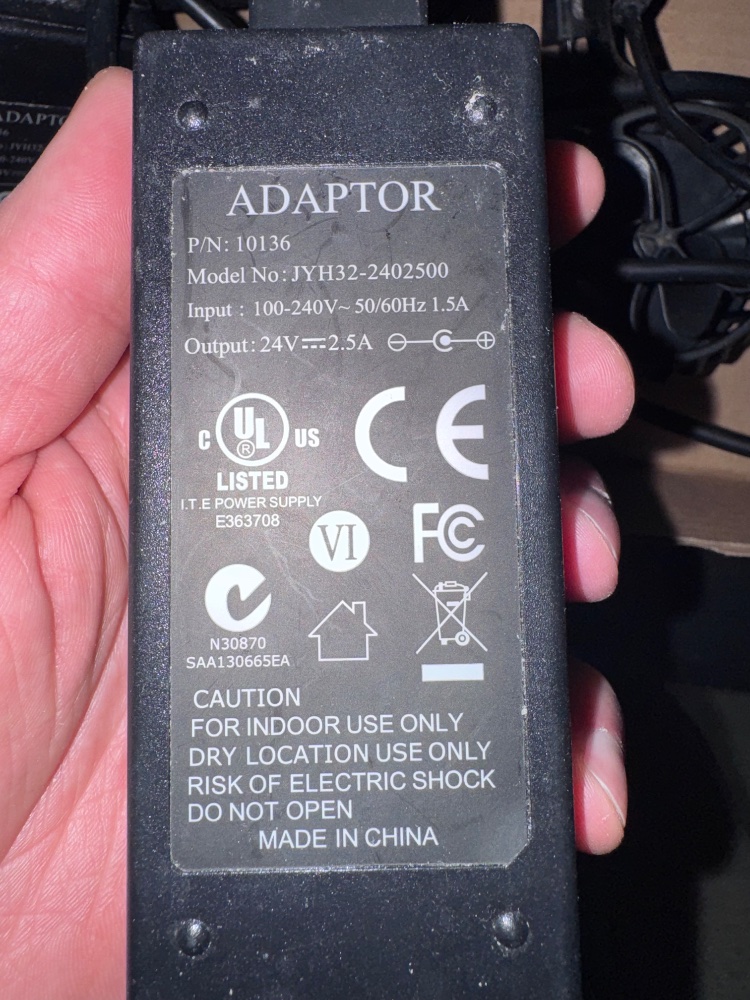 ADAPTOR
P/N: 10136
Model No: JYH32-2402500
Input : 100-240V~ 50/60Hz 1.5A
Output: 24V⎓2.5A
C UL ® US
LISTED
I.T.E POWER SUPPLY
E363708
VI
CE
FC
N30870
SAA130665EA
CAUTION
FOR INDOOR USE ONLY
DRY LOCATION USE ONLY
RISK OF ELECTRIC SHOCK
DO NOT OPEN
MADE IN CHINA